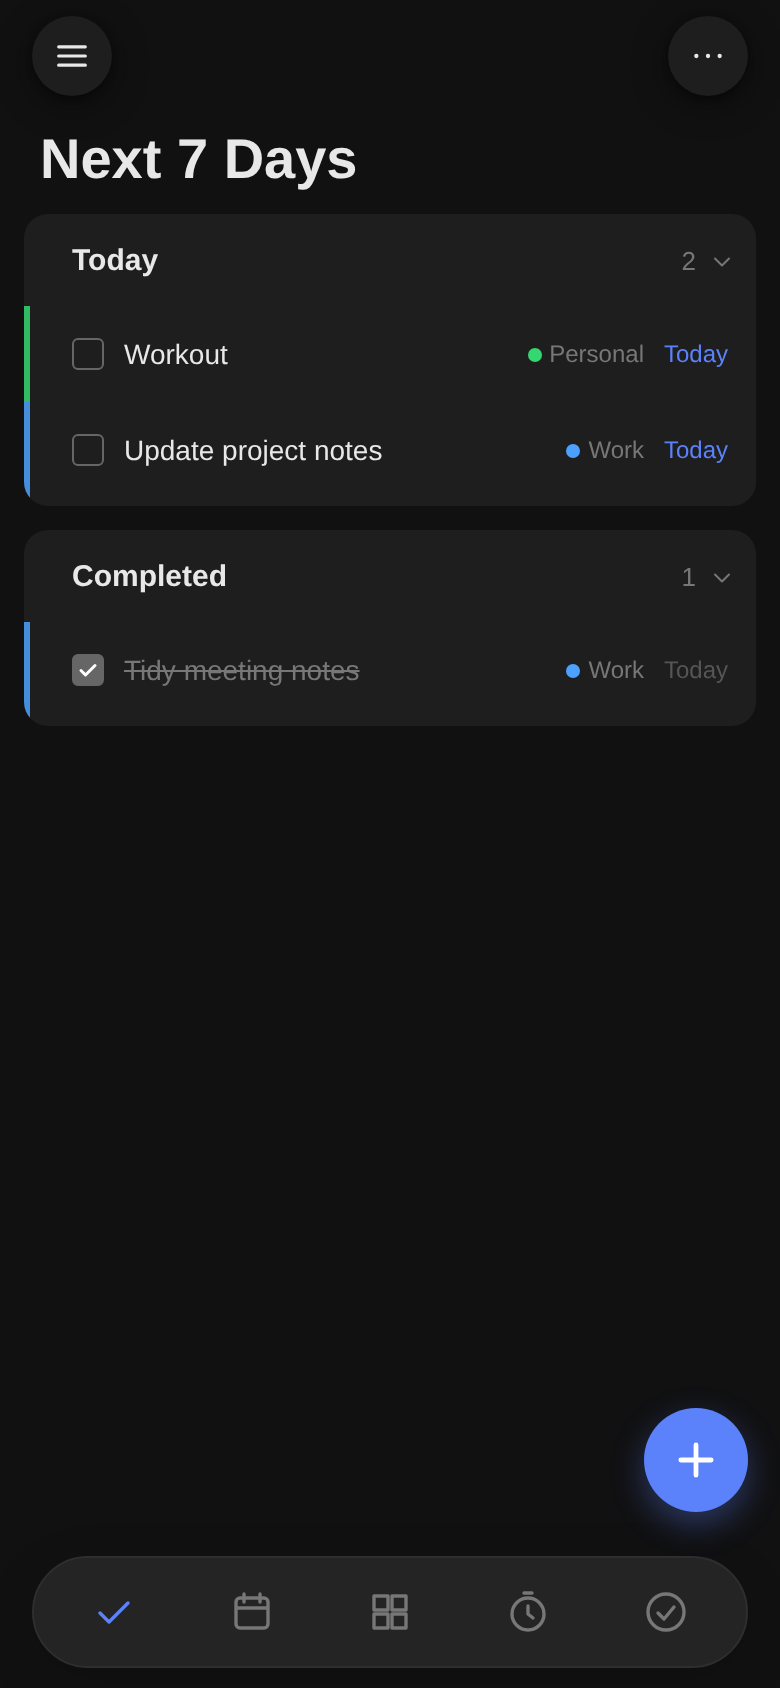 Next 7 Days
Today 2
Workout Personal Today
Update project notes Work Today
Completed 1
Tidy meeting notes Work Today